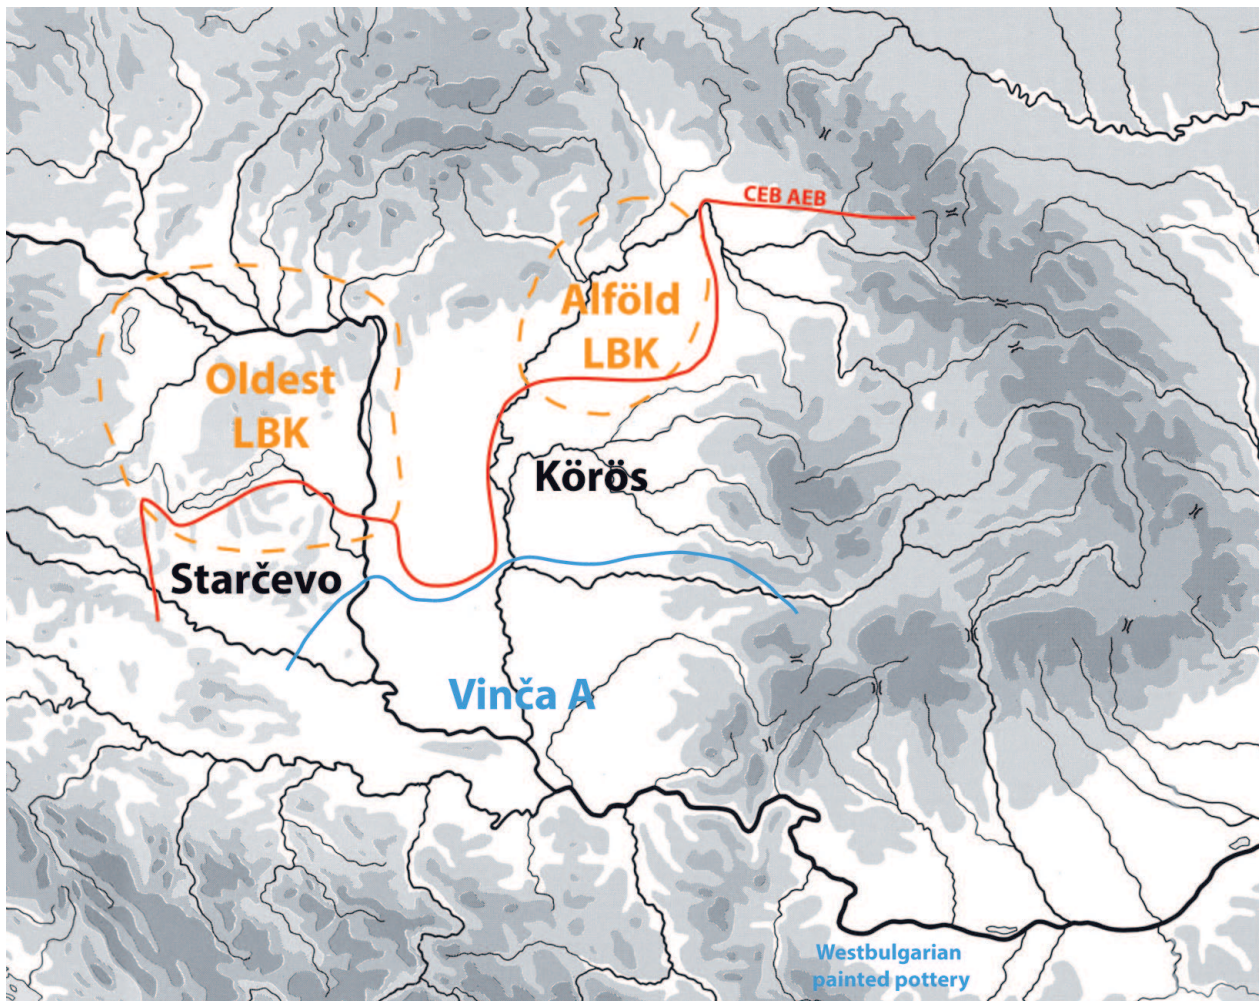 CEB AEB
Alföld
LBK
Oldest
LBK
Körös
Starčevo
Vinča A
Westbulgarian
painted pottery